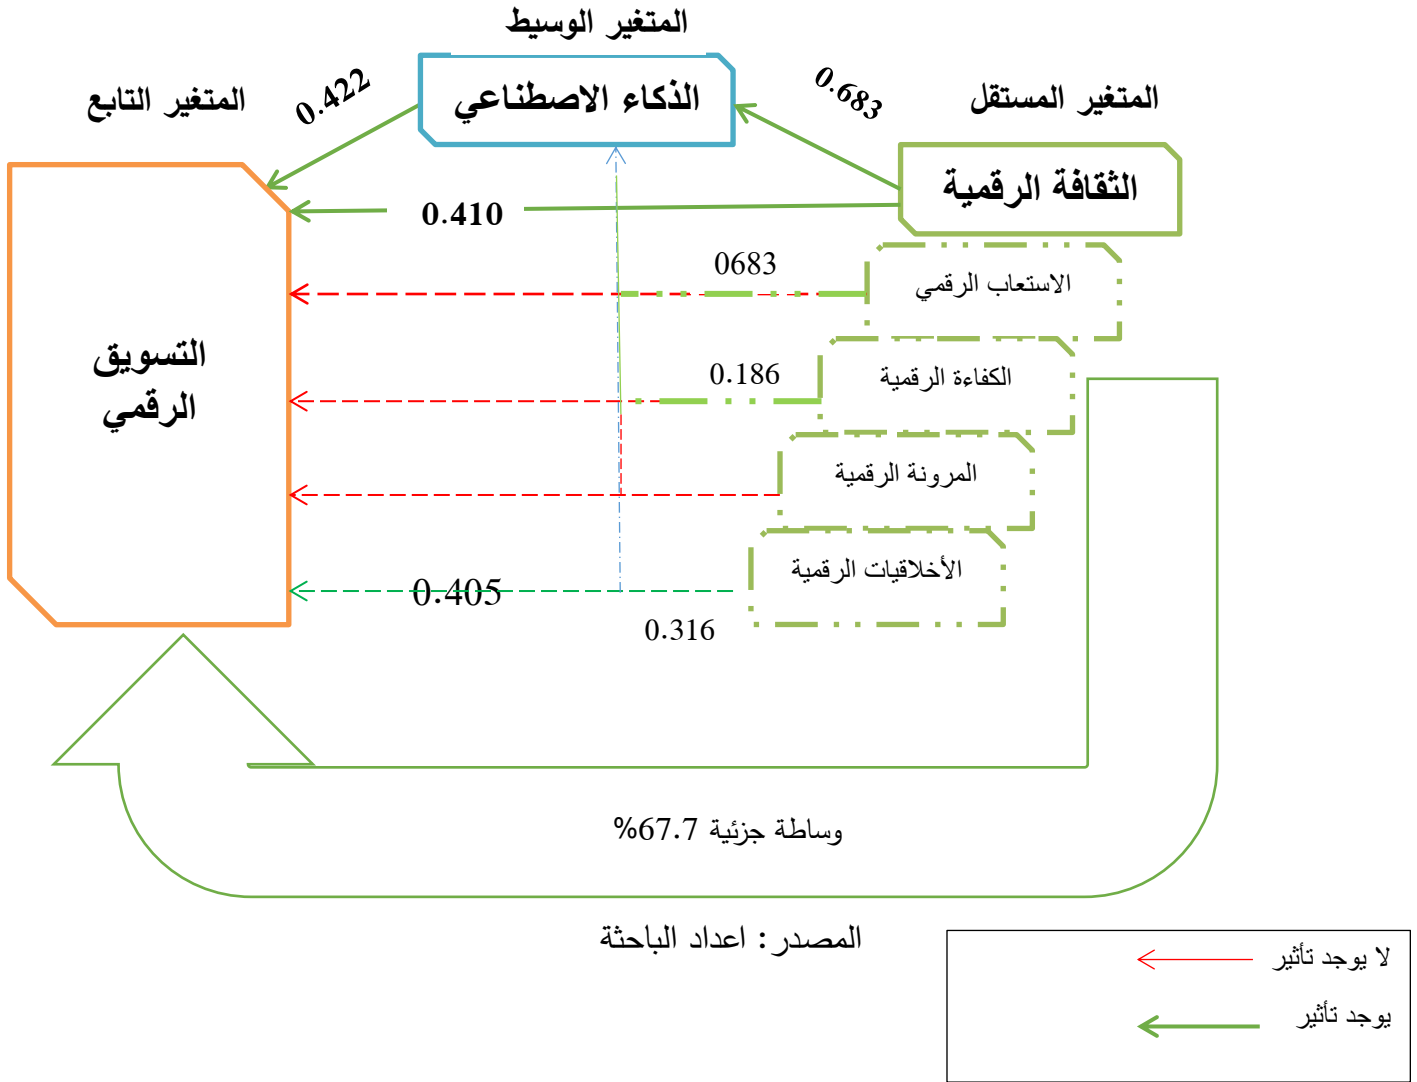 المتغير الوسيط
المتغير المستقل
المتغير التابع
الذكاء الاصطناعي
0.683
0.422
الثقافة الرقمية
0.410
0683
الاستعاب الرقمي
0.186
الكفاءة الرقمية
التسويق
الرقمي
المرونة الرقمية
الأخلاقيات الرقمية
0.405
0.316
وساطة جزئية 67.7%
المصدر: اعداد الباحثة
لا يوجد تأثير
يوجد تأثير